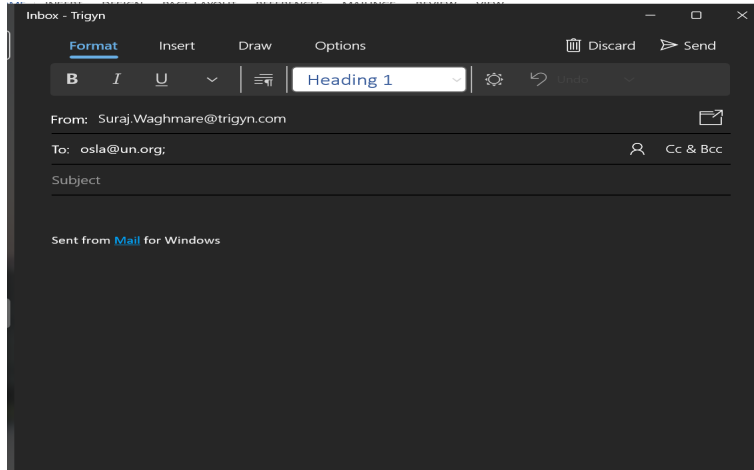 Inbox - Trigyn
Format Insert Draw Options Discard Send
B I U Heading 1 Undo
From: Suraj.Waghmare@trigyn.com
To: osla@un.org; Cc & Bcc
Subject
Sent from Mail for Windows